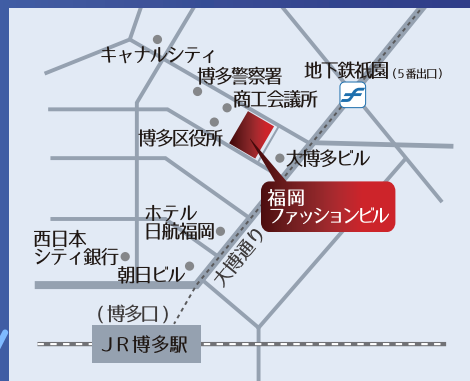 キャナルシティ
博多警察署
地下鉄祇園(5番出口)
商工会議所
博多区役所
大博多ビル
福岡
ファッションビル
ホテル
日航福岡
大博通り
西日本
シティ銀行
朝日ビル
(博多口)
JR博多駅